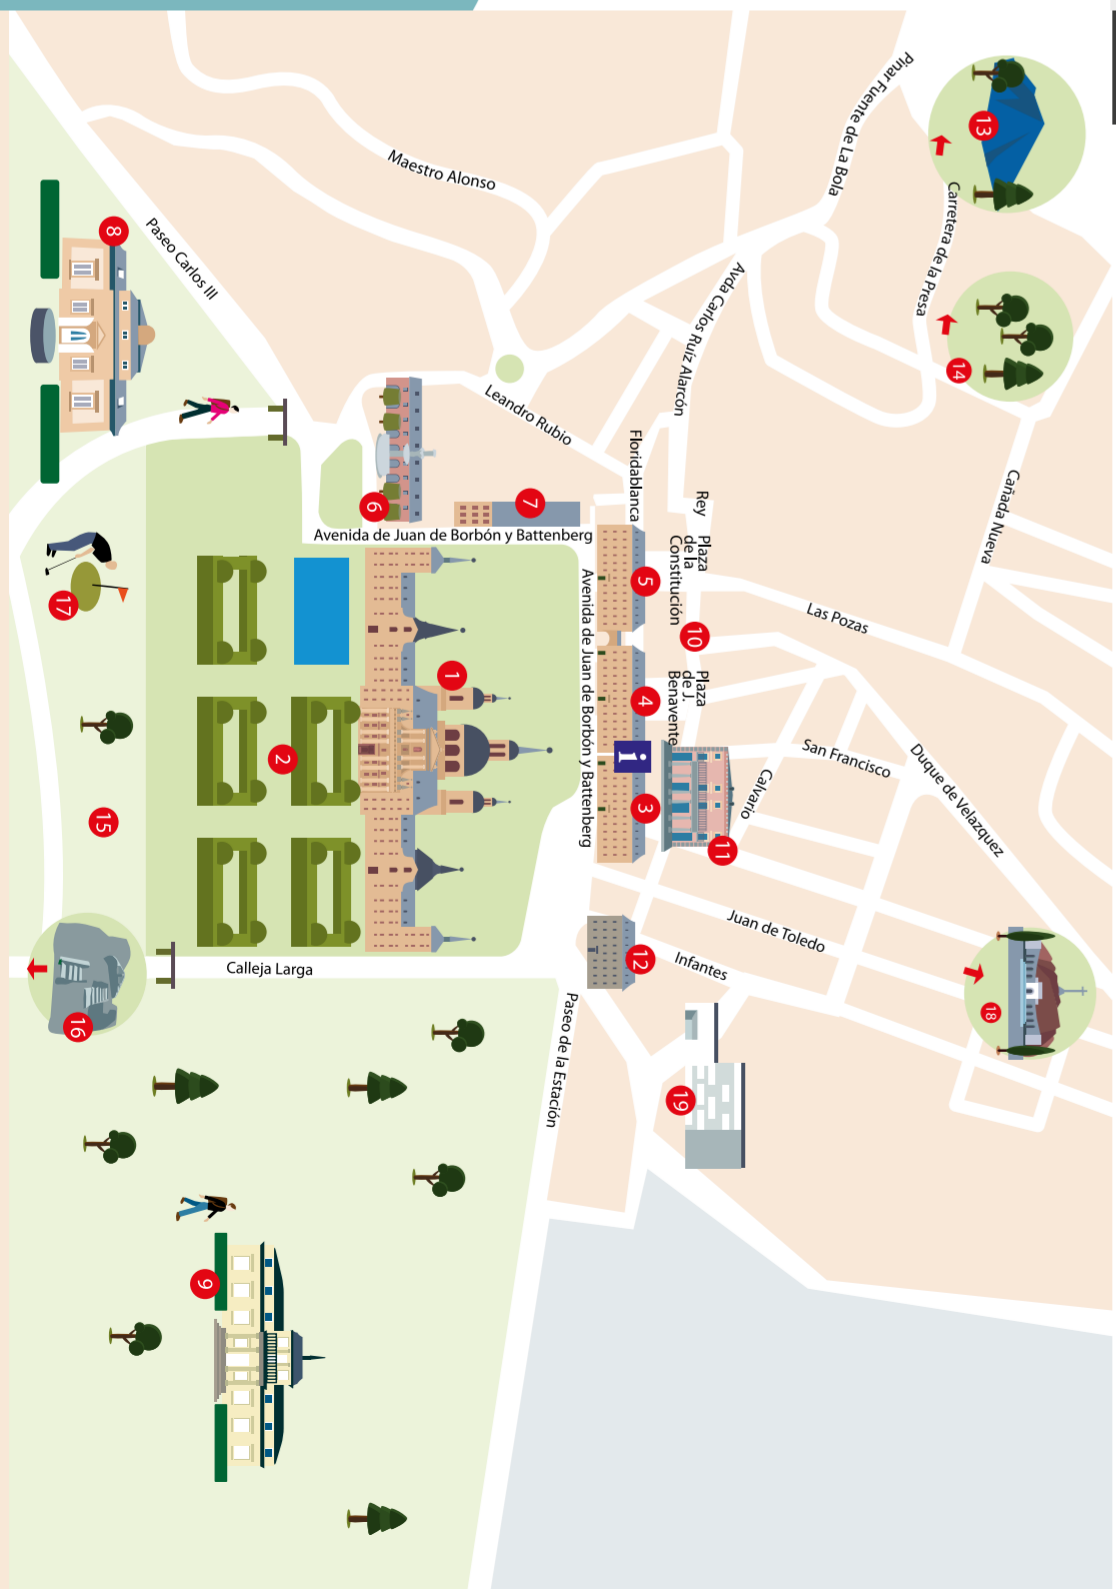 Pinar Fuente de La Bola
Carretera de la Presa
Maestro Alonso
Paseo Carlos III
Avda Carlos Ruíz Alarcón
Leandro Rubio
Floridablanca
Rey
Cañada Nueva
Avenida de Juan de Borbón y Battenberg
Avenida de Juan de Borbón y Battenberg
Plaza
de la
Constitución
Las Pozas
Plaza
de J.
Benavente
San Francisco
Calvario
Duque de Velazquez
Juan de Toledo
Infantes
Calleja Larga
Paseo de la Estación
i
1
2
3
4
5
6
7
8
9
10
11
12
13
14
15
16
17
18
19